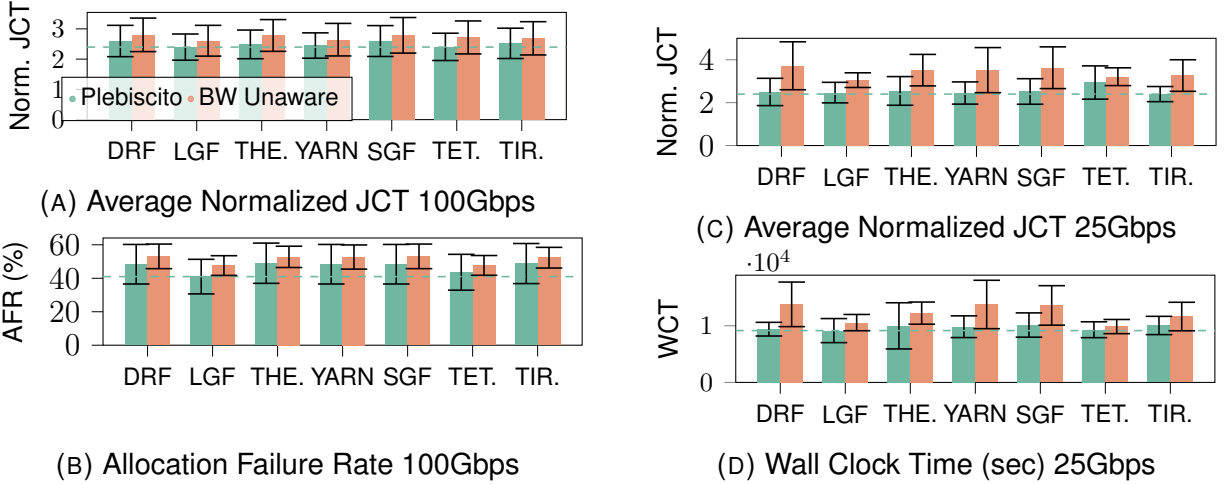 Norm. JCT
3
2
1
0
Plebiscito
BW Unaware
DRF LGF THE. YARN SGF TET. TIR.
(A) Average Normalized JCT 100Gbps
AFR (%)
60
40
20
0
DRF LGF THE. YARN SGF TET. TIR.
(B) Allocation Failure Rate 100Gbps
Norm. JCT
4
2
0
DRF LGF THE. YARN SGF TET. TIR.
(C) Average Normalized JCT 25Gbps
·10⁴
WCT
1
0
DRF LGF THE. YARN SGF TET. TIR.
(D) Wall Clock Time (sec) 25Gbps